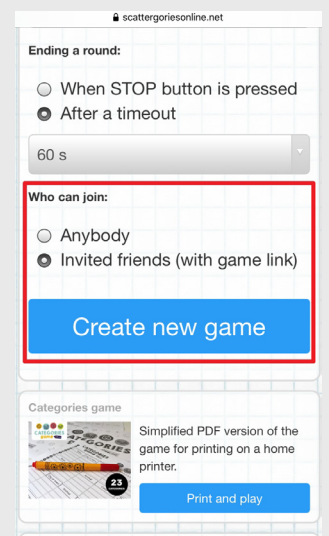 scattergoriesonline.net
Ending a round:
When STOP button is pressed
After a timeout
60 s
Who can join:
Anybody
Invited friends (with game link)
Create new game
Categories game
CATEGORIES
23
Simplified PDF version of the
game for printing on a home
printer.
Print and play